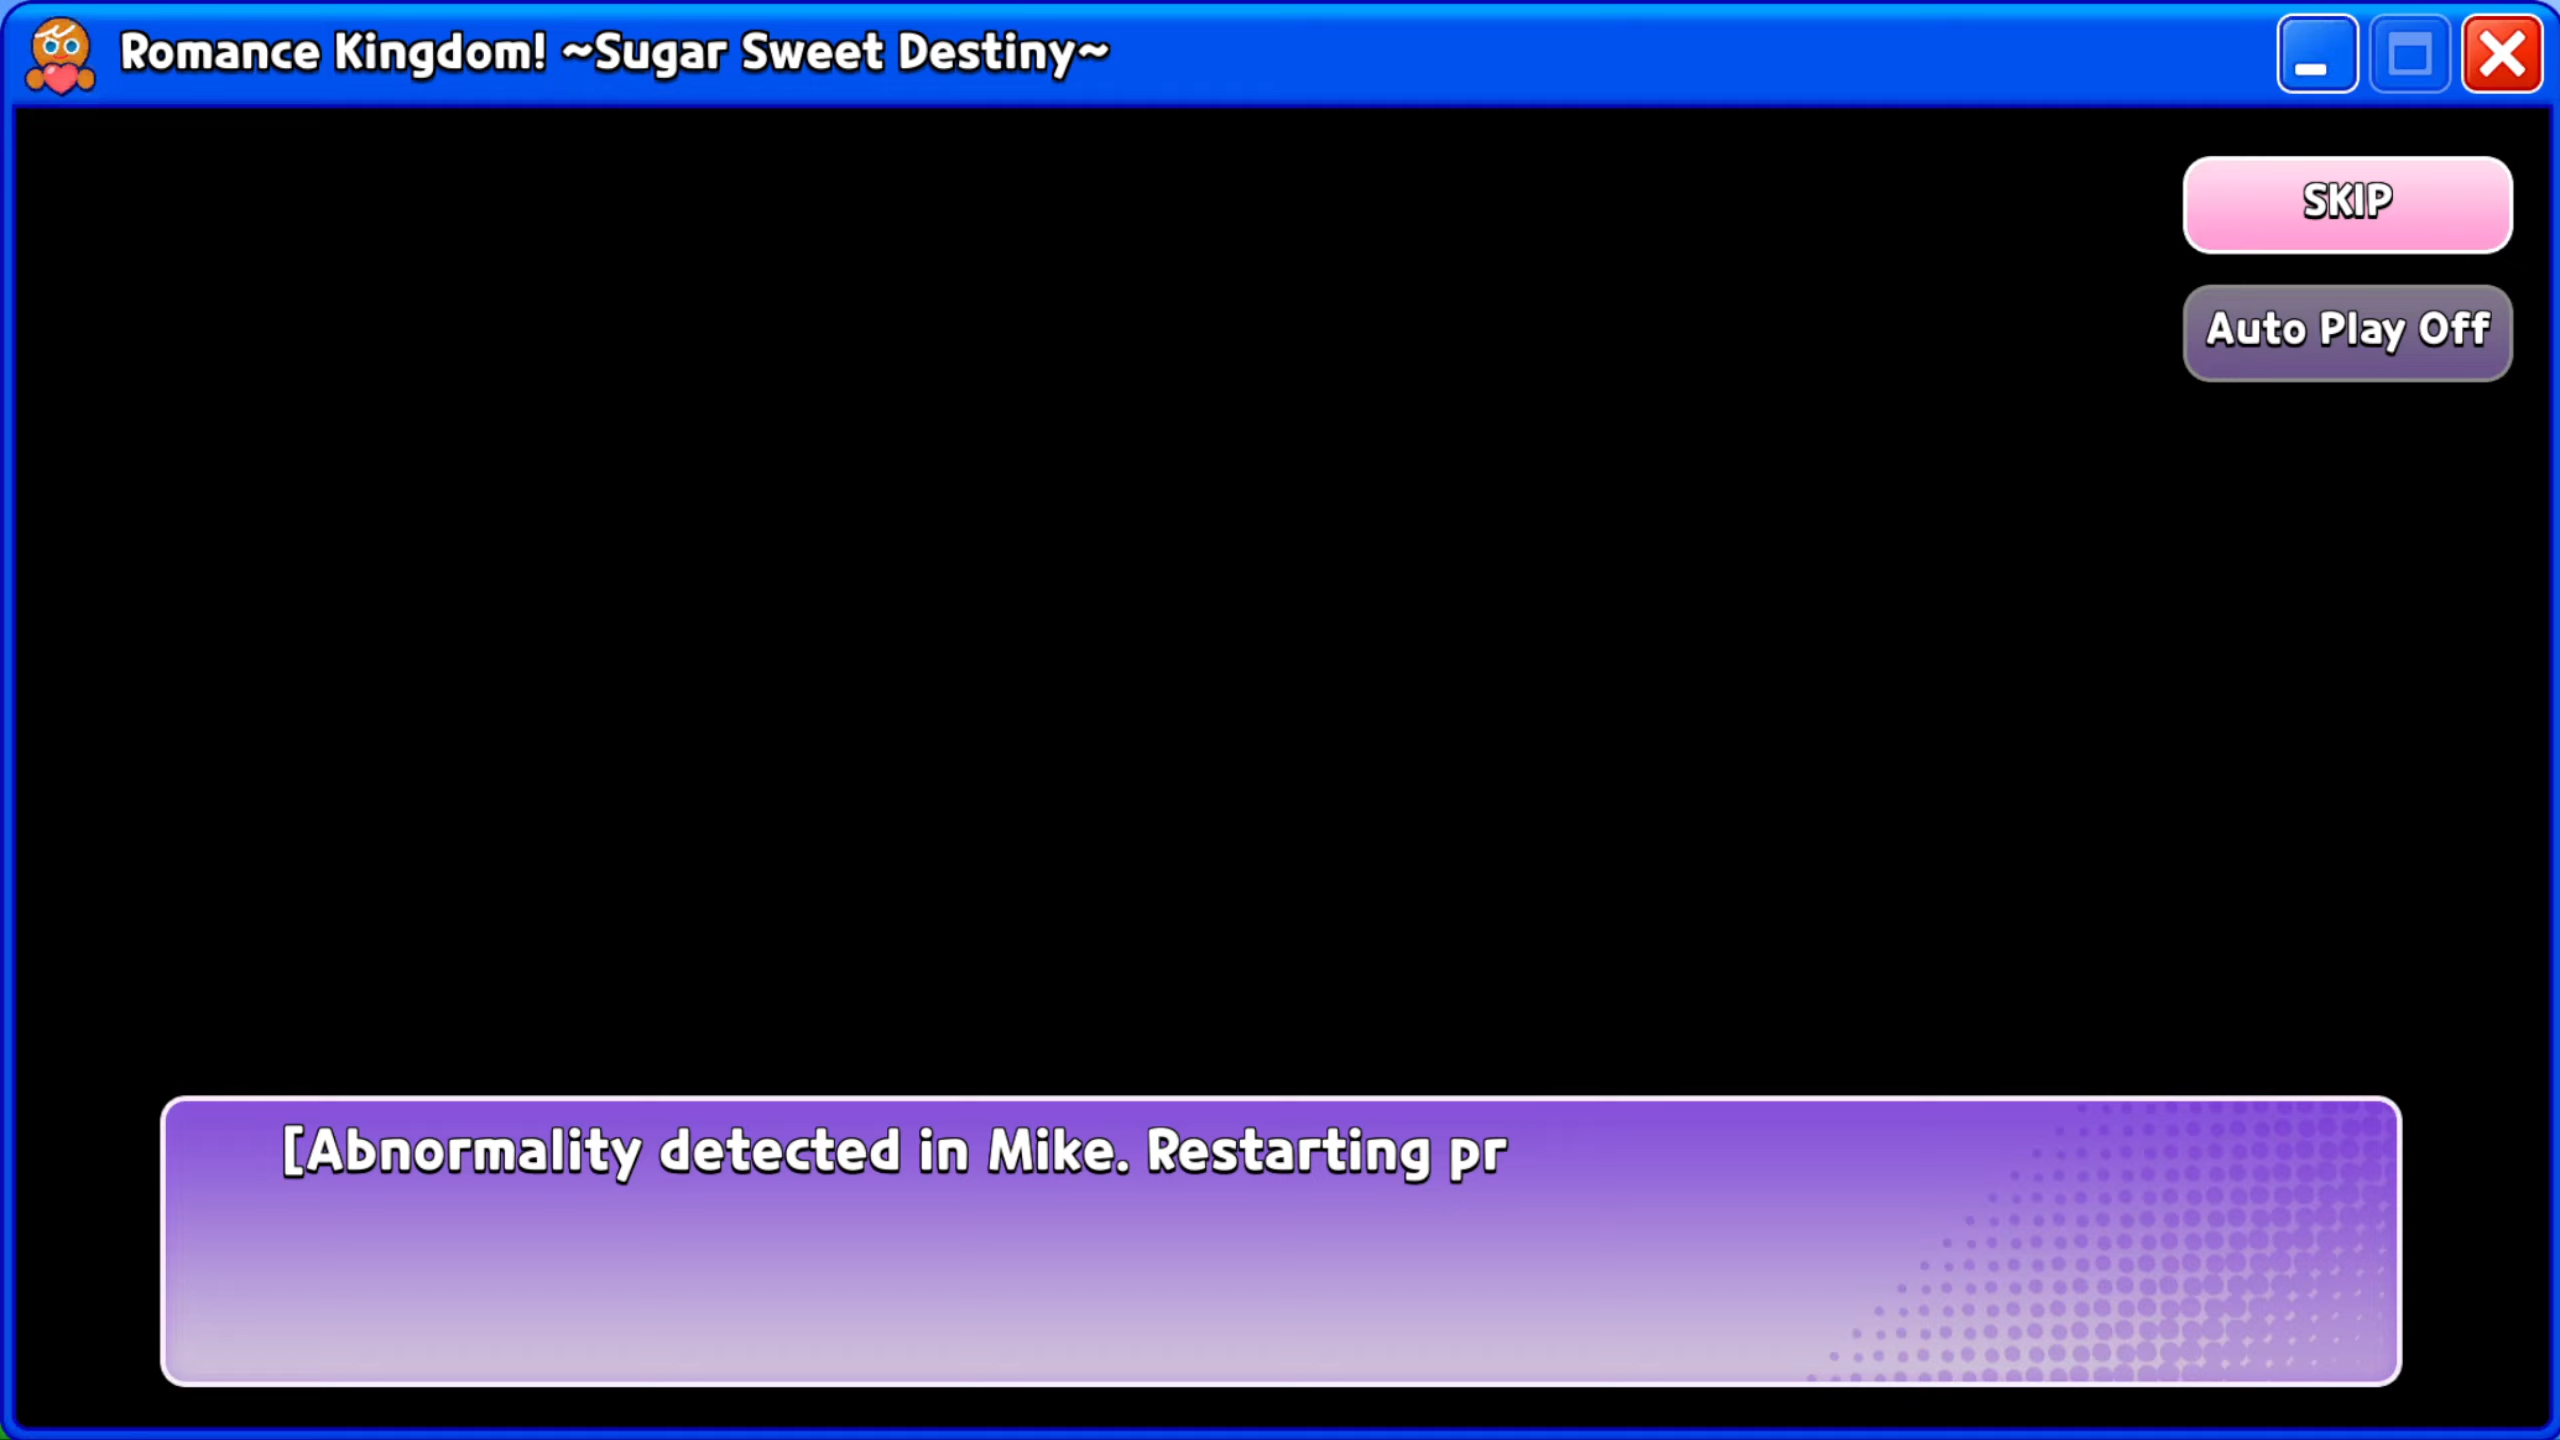 Romance Kingdom! ~Sugar Sweet Destiny~
SKIP
Auto Play Off
[Abnormality detected in Mike. Restarting pr